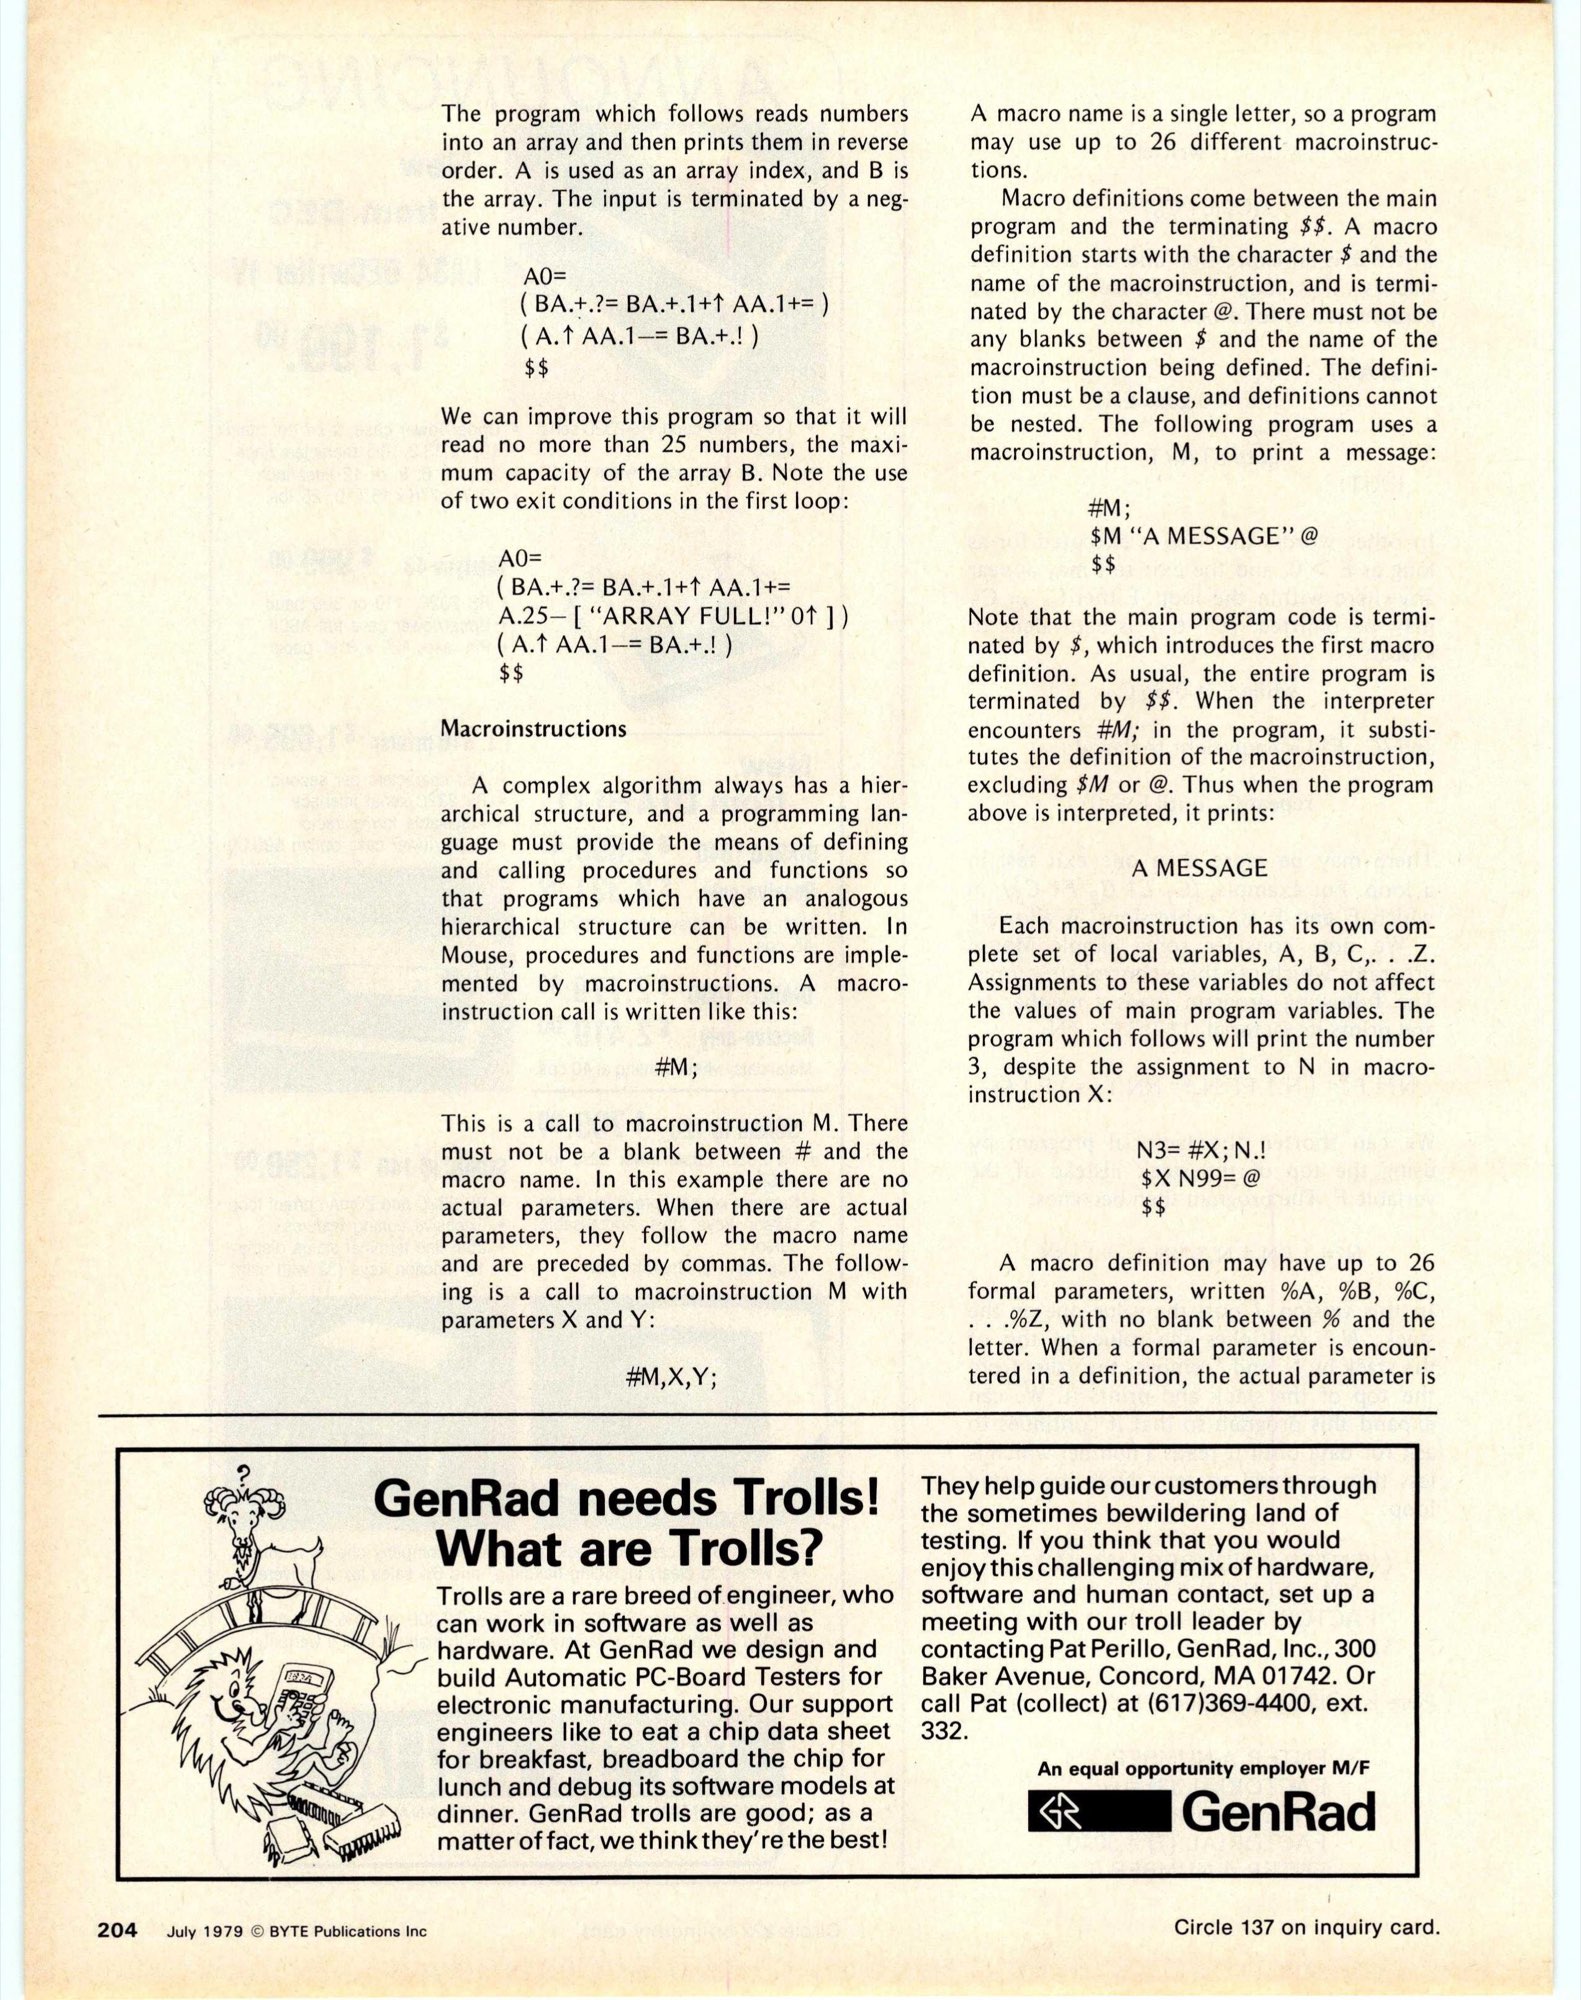 The program which follows reads numbers
into an array and then prints them in reverse
order. A is used as an array index, and B is
the array. The input is terminated by a neg-
ative number.
A0=
( BA.+.?= BA.+.1+↑ AA.1+= )
( A.↑ AA.1—= BA.+.! )
$$
We can improve this program so that it will
read no more than 25 numbers, the maxi-
mum capacity of the array B. Note the use
of two exit conditions in the first loop:
A0=
( BA.+.?= BA.+.1+↑ AA.1+=
A.25— [ “ARRAY FULL!” 0↑ ] )
( A.↑ AA.1—= BA.+.! )
$$
Macroinstructions
A complex algorithm always has a hier-
archical structure, and a programming lan-
guage must provide the means of defining
and calling procedures and functions so
that programs which have an analogous
hierarchical structure can be written. In
Mouse, procedures and functions are imple-
mented by macroinstructions. A macro-
instruction call is written like this:
#M;
This is a call to macroinstruction M. There
must not be a blank between # and the
macro name. In this example there are no
actual parameters. When there are actual
parameters, they follow the macro name
and are preceded by commas. The follow-
ing is a call to macroinstruction M with
parameters X and Y:
#M,X,Y;
A macro name is a single letter, so a program
may use up to 26 different macroinstruc-
tions.
Macro definitions come between the main
program and the terminating $$. A macro
definition starts with the character $ and the
name of the macroinstruction, and is termi-
nated by the character @. There must not be
any blanks between $ and the name of the
macroinstruction being defined. The defini-
tion must be a clause, and definitions cannot
be nested. The following program uses a
macroinstruction, M, to print a message:
#M;
$M “A MESSAGE” @
$$
Note that the main program code is termi-
nated by $, which introduces the first macro
definition. As usual, the entire program is
terminated by $$. When the interpreter
encounters #M; in the program, it substi-
tutes the definition of the macroinstruction,
excluding $M or @. Thus when the program
above is interpreted, it prints:
A MESSAGE
Each macroinstruction has its own com-
plete set of local variables, A, B, C,. . .Z.
Assignments to these variables do not affect
the values of main program variables. The
program which follows will print the number
3, despite the assignment to N in macro-
instruction X:
N3= #X; N.!
$X N99= @
$$
A macro definition may have up to 26
formal parameters, written %A, %B, %C,
. . .%Z, with no blank between % and the
letter. When a formal parameter is encoun-
tered in a definition, the actual parameter is
?
GenRad needs Trolls!
What are Trolls?
Trolls are a rare breed of engineer, who
can work in software as well as
hardware. At GenRad we design and
build Automatic PC-Board Testers for
electronic manufacturing. Our support
engineers like to eat a chip data sheet
for breakfast, breadboard the chip for
lunch and debug its software models at
dinner. GenRad trolls are good; as a
matter of fact, we think they're the best!
They help guide our customers through
the sometimes bewildering land of
testing. If you think that you would
enjoy this challenging mix of hardware,
software and human contact, set up a
meeting with our troll leader by
contacting Pat Perillo, GenRad, Inc., 300
Baker Avenue, Concord, MA 01742. Or
call Pat (collect) at (617)369-4400, ext.
332.
An equal opportunity employer M/F
GR GenRad
204 July 1979 © BYTE Publications Inc
Circle 137 on inquiry card.